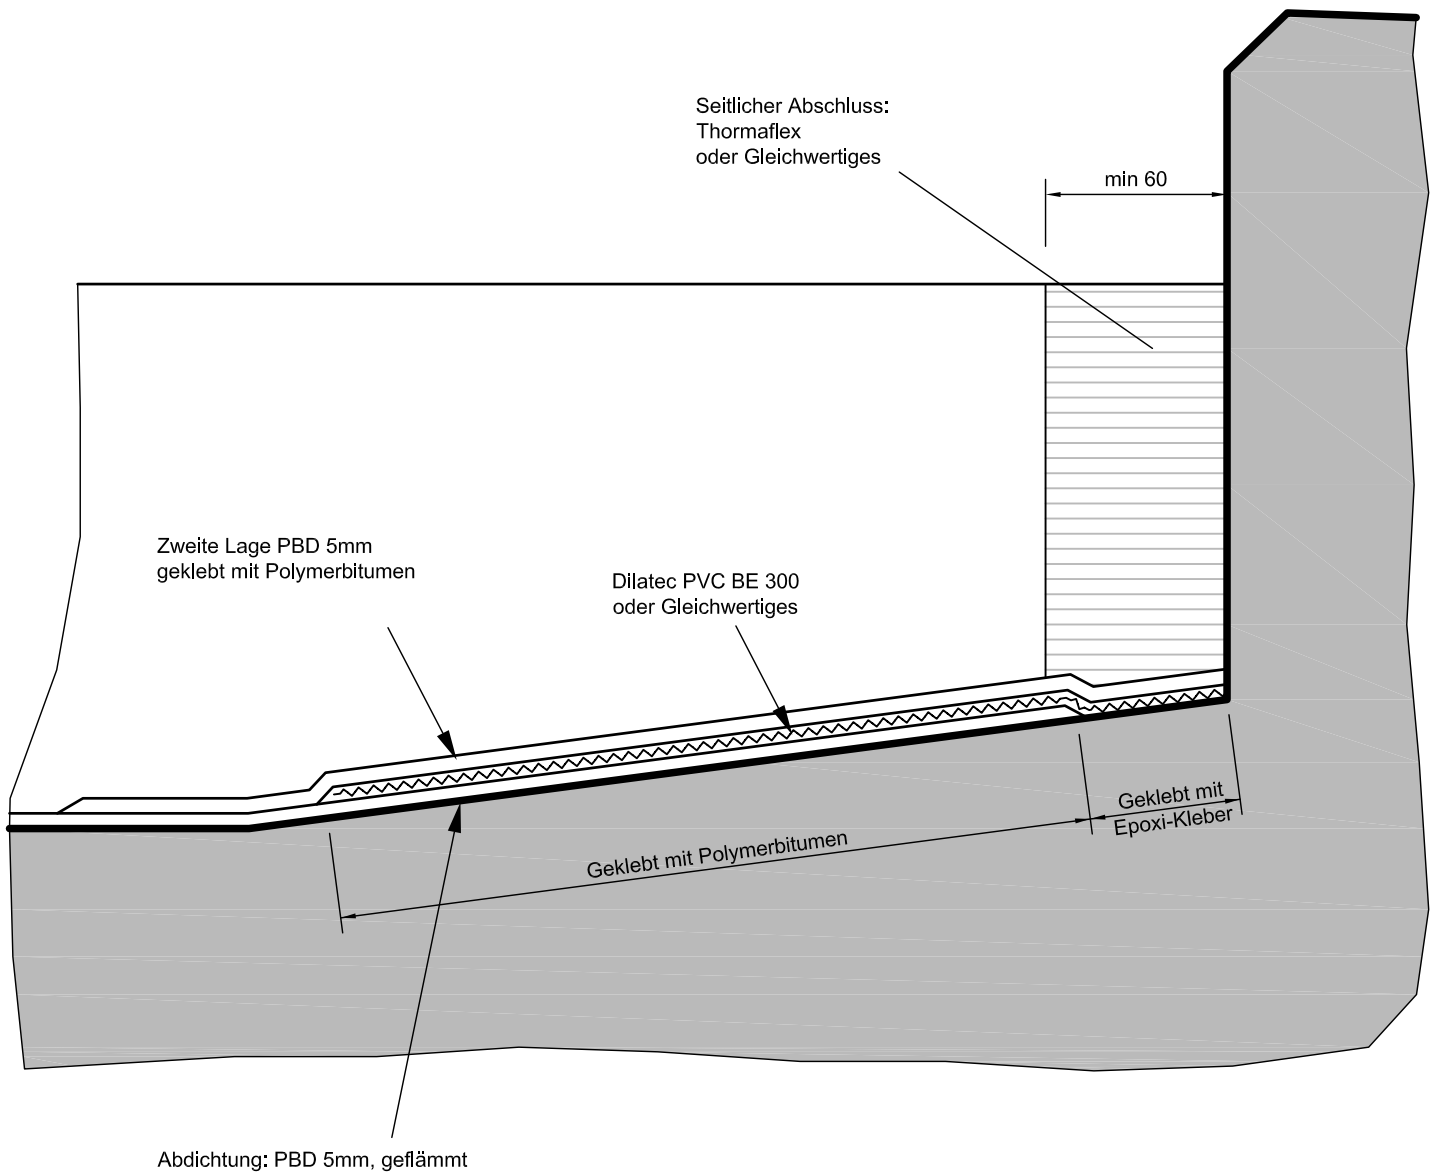 Seitlicher Abschluss:
Thormaflex
oder Gleichwertiges
min 60
Zweite Lage PBD 5mm
geklebt mit Polymerbitumen
Dilatec PVC BE 300
oder Gleichwertiges
Geklebt mit
Epoxi-Kleber
Geklebt mit Polymerbitumen
Abdichtung: PBD 5mm, geflämmt